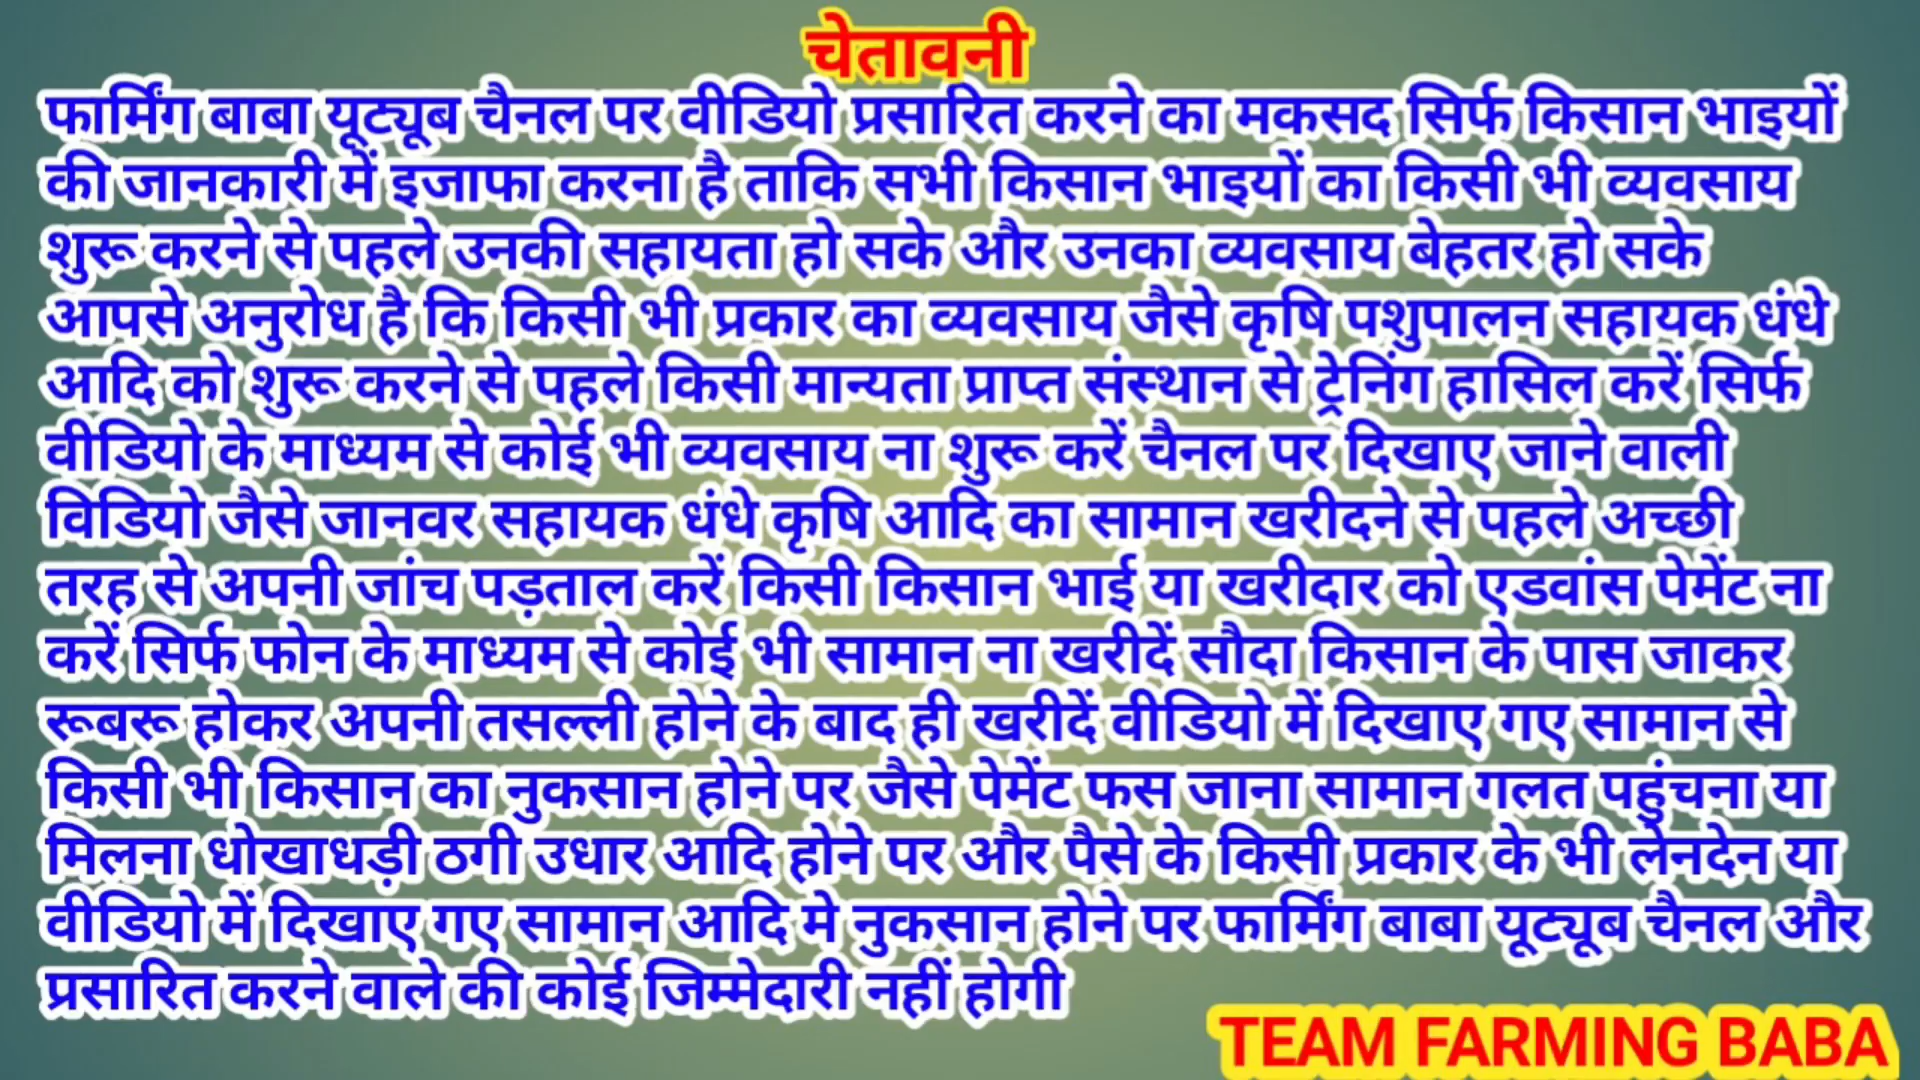 चेतावनी
फार्मिंग बाबा यूट्यूब चैनल पर वीडियो प्रसारित करने का मकसद सिर्फ किसान भाइयों
की जानकारी में इजाफा करना है ताकि सभी किसान भाइयों का किसी भी व्यवसाय
शुरू करने से पहले उनकी सहायता हो सके और उनका व्यवसाय बेहतर हो सके
आपसे अनुरोध है कि किसी भी प्रकार का व्यवसाय जैसे कृषि पशुपालन सहायक धंधे
आदि को शुरू करने से पहले किसी मान्यता प्राप्त संस्थान से ट्रेनिंग हासिल करें सिर्फ
वीडियो के माध्यम से कोई भी व्यवसाय ना शुरू करें चैनल पर दिखाए जाने वाली
विडियो जैसे जानवर सहायक धंधे कृषि आदि का सामान खरीदने से पहले अच्छी
तरह से अपनी जांच पड़ताल करें किसी किसान भाई या खरीदार को एडवांस पेमेंट ना
करें सिर्फ फोन के माध्यम से कोई भी सामान ना खरीदें सौदा किसान के पास जाकर
रूबरू होकर अपनी तसल्ली होने के बाद ही खरीदें वीडियो में दिखाए गए सामान से
किसी भी किसान का नुकसान होने पर जैसे पेमेंट फस जाना सामान गलत पहुंचना या
मिलना धोखाधड़ी ठगी उधार आदि होने पर और पैसे के किसी प्रकार के भी लेनदेन या
वीडियो में दिखाए गए सामान आदि मे नुकसान होने पर फार्मिंग बाबा यूट्यूब चैनल और
प्रसारित करने वाले की कोई जिम्मेदारी नहीं होगी
TEAM FARMING BABA